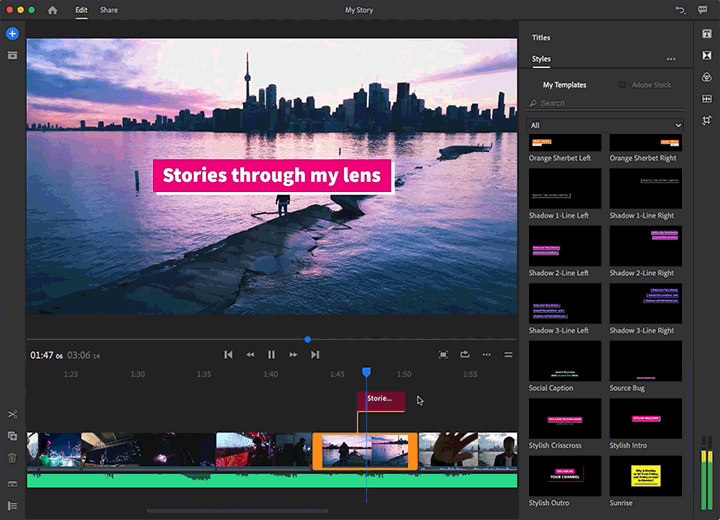 Edit
Share
My Story
Titles
Styles
My Templates
Adobe Stock
Search
All
Orange Sherbet Left
Orange Sherbet Right
Shadow 1-Line Left
Shadow 1-Line Right
Shadow 2-Line Left
Shadow 2-Line Right
Shadow 3-Line Left
Shadow 3-Line Right
Social Caption
Source Bug
Stylish Crisscross
Stylish Intro
YOUR CHANNEL
Stylish Outro
Sunrise
Stories through my lens
01:47 06
03:06 14
1:25
1:30
1:35
1:40
1:45
1:50
1:55
Storie...